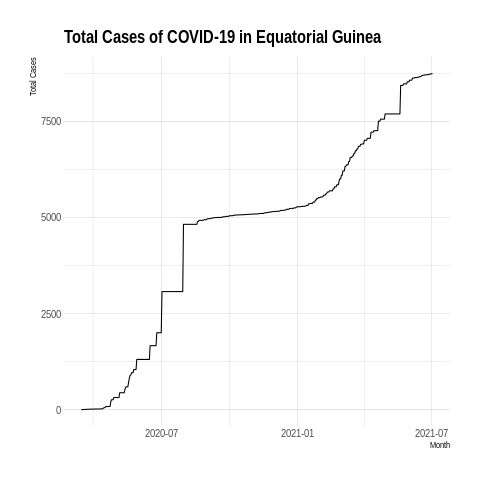 Total Cases of COVID-19 in Equatorial Guinea
Total Cases
7500
5000
2500
0
2020-07 2021-01 2021-07
Month